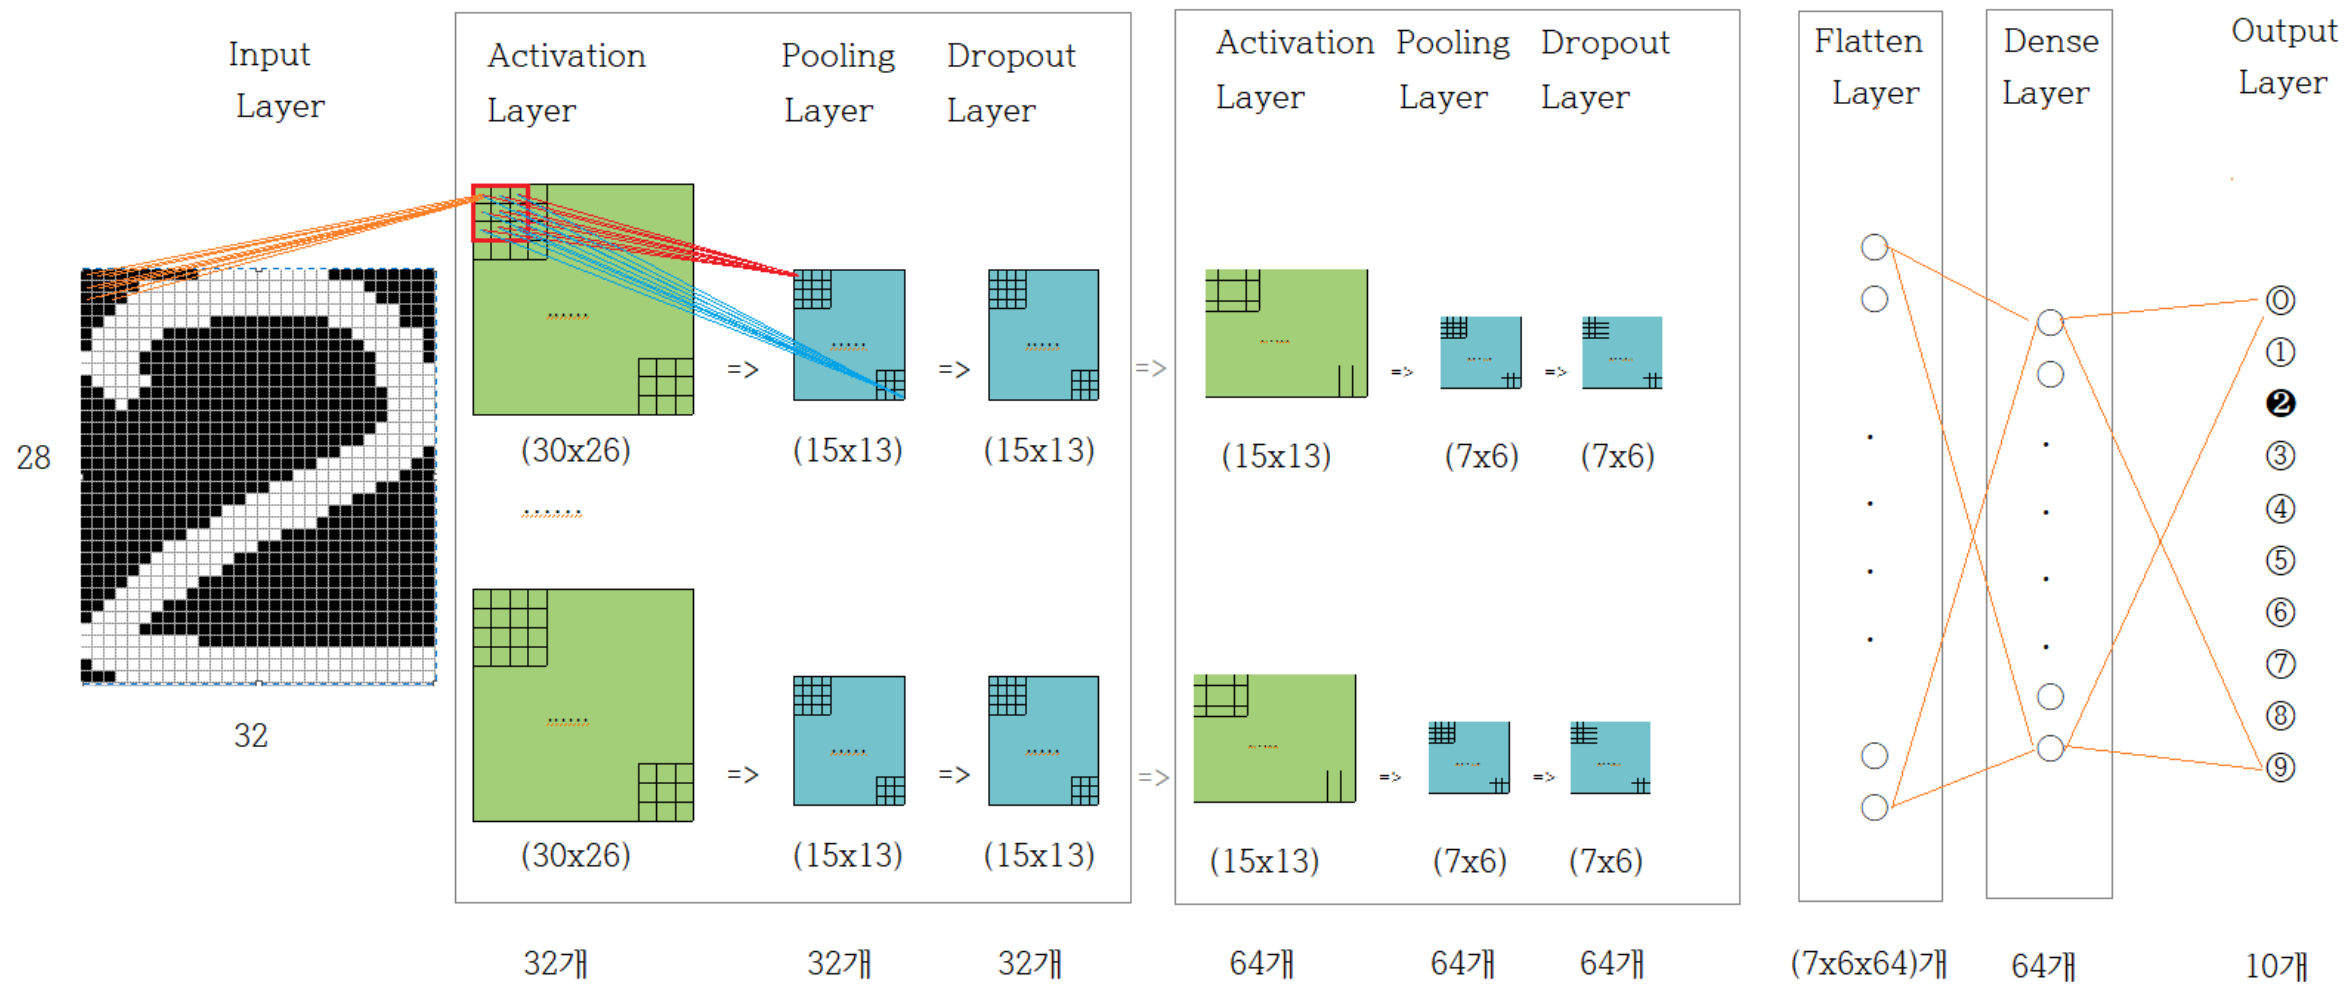 Input
Layer
Activation
Layer
Pooling
Layer
Dropout
Layer
Activation
Layer
Pooling
Layer
Dropout
Layer
Flatten
Layer
Dense
Layer
Output
Layer
28
32
......
.....
.....
=>
=>
=>
=>
=>
(30x26)
(15x13)
(15x13)
(15x13)
(7x6)
(7x6)
......
......
.....
.....
=>
=>
=>
=>
=>
(30x26)
(15x13)
(15x13)
(15x13)
(7x6)
(7x6)
⓪
①
❷
③
④
⑤
⑥
⑦
⑧
⑨
32개
32개
32개
64개
64개
64개
(7x6x64)개
64개
10개